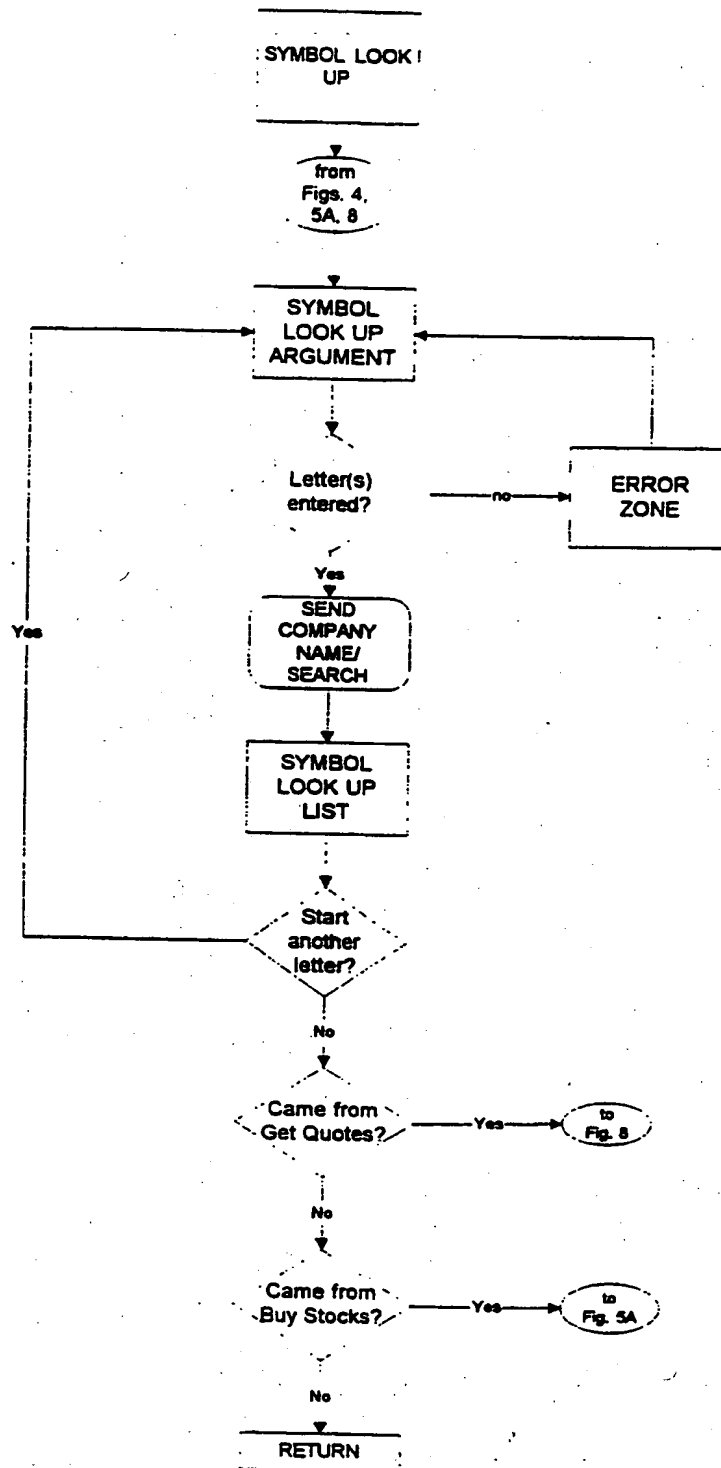 SYMBOL LOOK
UP
from
Figs. 4,
5A, 8
SYMBOL
LOOK UP
ARGUMENT
Letter(s)
entered?
no
ERROR
ZONE
Yes
SEND
COMPANY
NAME/
SEARCH
Yes
SYMBOL
LOOK UP
LIST
Start
another
letter?
No
Came from
Get Quotes?
Yes
to
Fig. 8
No
Came from
Buy Stocks?
Yes
to
Fig. 5A
No
RETURN